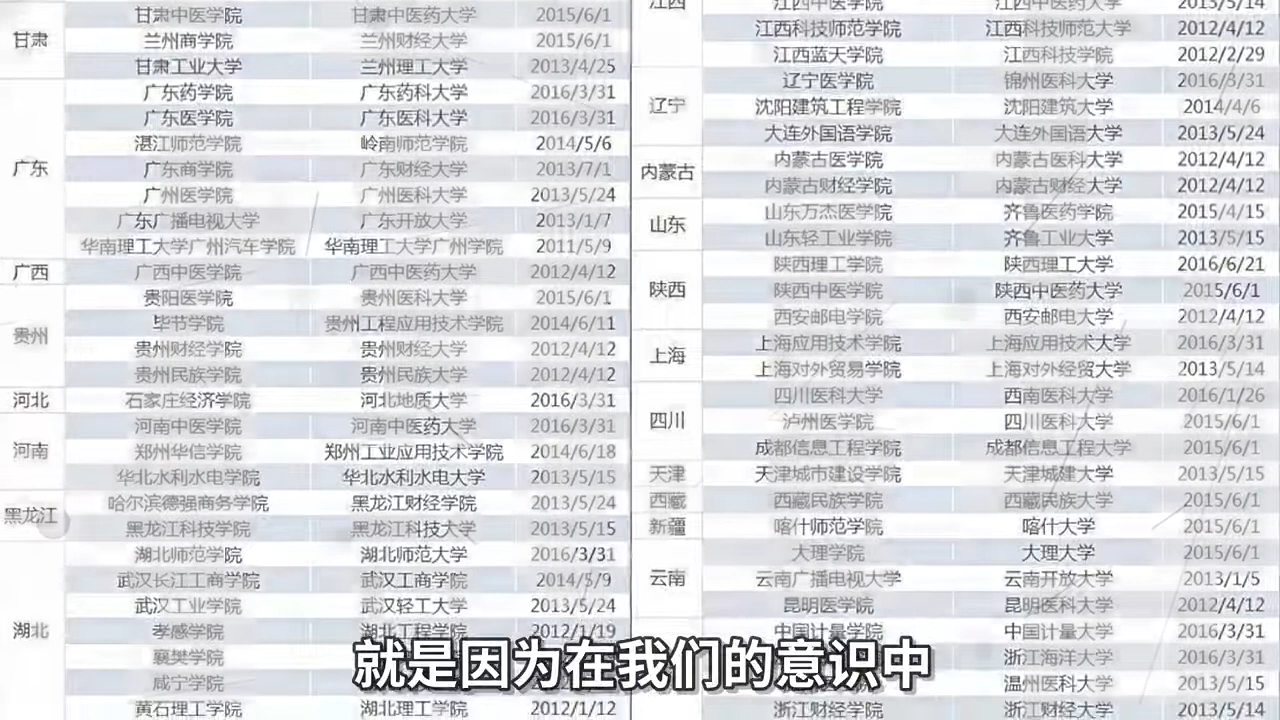 甘肃中医学院 甘肃中医药大学 2015/6/1
甘肃 兰州商学院 兰州财经大学 2015/6/1
甘肃工业大学 兰州理工大学 2013/4/25
广东药学院 广东药科大学 2016/3/31
广东医学院 广东医科大学 2016/3/31
湛江师范学院 岭南师范学院 2014/5/6
广东 广东商学院 广东财经大学 2013/7/1
广州医学院 广州医科大学 2013/5/24
广东广播电视大学 广东开放大学 2013/1/7
华南理工大学广州汽车学院 华南理工大学广州学院 2011/5/9
广西 广西中医学院 广西中医药大学 2012/4/12
贵阳医学院 贵州医科大学 2015/6/1
毕节学院 贵州工程应用技术学院 2014/6/11
贵州
贵州财经学院 贵州财经大学 2012/4/12
贵州民族学院 贵州民族大学 2012/4/12
河北 石家庄经济学院 河北地质大学 2016/3/31
河南中医学院 河南中医药大学 2016/3/31
河南 郑州华信学院 郑州工业应用技术学院 2014/6/18
华北水利水电学院 华北水利水电大学 2013/5/15
哈尔滨德强商务学院 黑龙江财经学院 2013/5/24
黑龙江
黑龙江科技学院 黑龙江科技大学 2013/5/15
湖北师范学院 湖北师范大学 2016/3/31
武汉长江工商学院 武汉工商学院 2014/5/9
武汉工业学院 武汉轻工大学 2013/5/24
湖北 孝感学院 湖北工程学院 2012/1/19
襄樊学院
咸宁学院
黄石理工学院 湖北理工学院 2012/1/12
江西 江西中医学院 江西中医药大学 2013/5/14
江西科技师范学院 江西科技师范大学 2012/4/12
江西蓝天学院 江西科技学院 2012/2/29
辽宁医学院 锦州医科大学 2016/3/31
辽宁 沈阳建筑工程学院 沈阳建筑大学 2014/4/6
大连外国语学院 大连外国语大学 2013/5/24
内蒙古医学院 内蒙古医科大学 2012/4/12
内蒙古
内蒙古财经学院 内蒙古财经大学 2012/4/12
山东万杰医学院 齐鲁医药学院 2015/4/15
山东
山东轻工业学院 齐鲁工业大学 2013/5/15
陕西理工学院 陕西理工大学 2016/6/21
陕西 陕西中医学院 陕西中医药大学 2015/6/1
西安邮电学院 西安邮电大学 2012/4/12
上海应用技术学院 上海应用技术大学 2016/3/31
上海
上海对外贸易学院 上海对外经贸大学 2013/5/14
四川医科大学 西南医科大学 2016/1/26
四川 泸州医学院 四川医科大学 2015/6/1
成都信息工程学院 成都信息工程大学 2015/6/1
天津 天津城市建设学院 天津城建大学 2013/5/15
西藏 西藏民族学院 西藏民族大学 2015/6/1
新疆 喀什师范学院 喀什大学 2015/6/1
大理学院 大理大学 2015/6/1
云南 云南广播电视大学 云南开放大学 2013/1/5
昆明医学院 昆明医科大学 2012/4/12
中国计量学院 中国计量大学 2016/3/31
浙江海洋大学 2016/3/31
温州医科大学 2013/5/15
浙江财经学院 浙江财经大学 2013/5/14
就是因为在我们的意识中